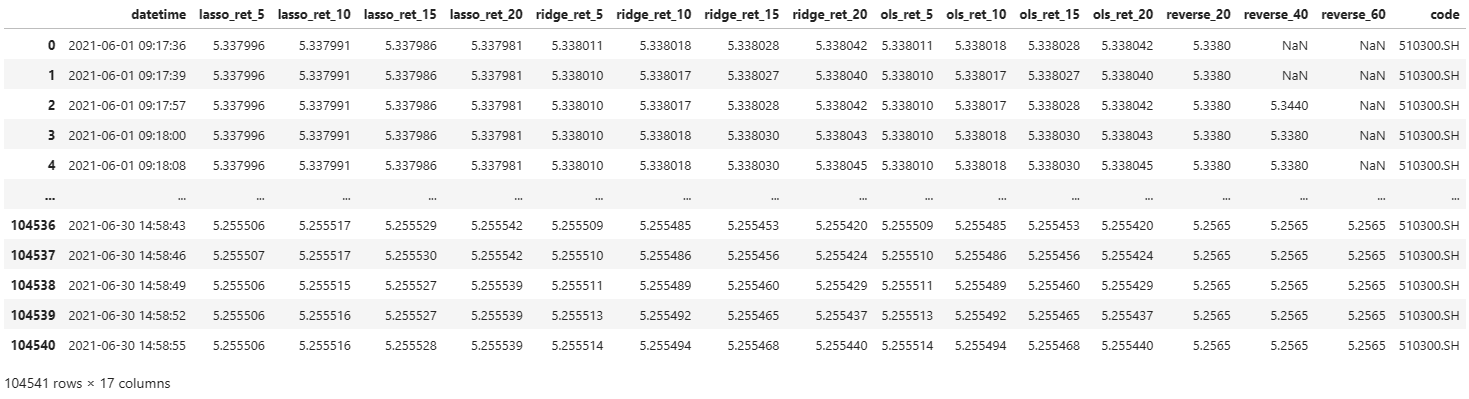 datetime lasso_ret_5 lasso_ret_10 lasso_ret_15 lasso_ret_20 ridge_ret_5 ridge_ret_10 ridge_ret_15 ridge_ret_20 ols_ret_5 ols_ret_10 ols_ret_15 ols_ret_20 reverse_20 reverse_40 reverse_60 code
0 2021-06-01 09:17:36 5.337996 5.337991 5.337986 5.337981 5.338011 5.338018 5.338028 5.338042 5.338011 5.338018 5.338028 5.338042 5.3380 NaN NaN 510300.SH
1 2021-06-01 09:17:39 5.337996 5.337991 5.337986 5.337981 5.338010 5.338017 5.338027 5.338040 5.338010 5.338017 5.338027 5.338040 5.3380 NaN NaN 510300.SH
2 2021-06-01 09:17:57 5.337996 5.337991 5.337986 5.337981 5.338010 5.338017 5.338028 5.338042 5.338010 5.338017 5.338028 5.338042 5.3380 5.3440 NaN 510300.SH
3 2021-06-01 09:18:00 5.337996 5.337991 5.337986 5.337981 5.338010 5.338018 5.338030 5.338043 5.338010 5.338018 5.338030 5.338043 5.3380 5.3380 NaN 510300.SH
4 2021-06-01 09:18:08 5.337996 5.337991 5.337986 5.337981 5.338010 5.338018 5.338030 5.338045 5.338010 5.338018 5.338030 5.338045 5.3380 5.3380 NaN 510300.SH
... ... ... ... ... ... ... ... ... ... ... ... ... ... ... ... ... ...
104536 2021-06-30 14:58:43 5.255506 5.255517 5.255529 5.255542 5.255509 5.255485 5.255453 5.255420 5.255509 5.255485 5.255453 5.255420 5.2565 5.2565 5.2565 510300.SH
104537 2021-06-30 14:58:46 5.255507 5.255517 5.255530 5.255542 5.255510 5.255486 5.255456 5.255424 5.255510 5.255486 5.255456 5.255424 5.2565 5.2565 5.2565 510300.SH
104538 2021-06-30 14:58:49 5.255506 5.255515 5.255527 5.255539 5.255511 5.255489 5.255460 5.255429 5.255511 5.255489 5.255460 5.255429 5.2565 5.2565 5.2565 510300.SH
104539 2021-06-30 14:58:52 5.255506 5.255516 5.255527 5.255539 5.255513 5.255492 5.255465 5.255437 5.255513 5.255492 5.255465 5.255437 5.2565 5.2565 5.2565 510300.SH
104540 2021-06-30 14:58:55 5.255506 5.255516 5.255528 5.255539 5.255514 5.255494 5.255468 5.255440 5.255514 5.255494 5.255468 5.255440 5.2565 5.2565 5.2565 510300.SH
104541 rows × 17 columns